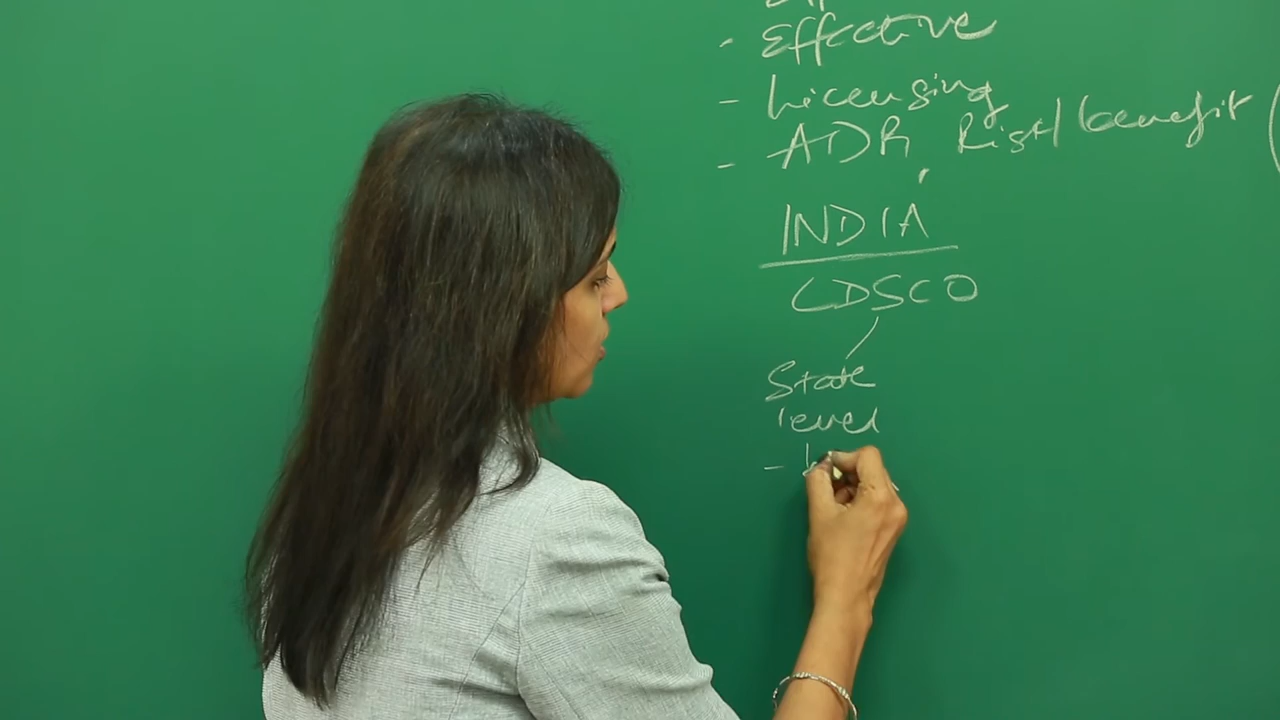 - Effective
- Licensing
- ADR Risk/benefit (
INDIA
CDSCO
State
level
-